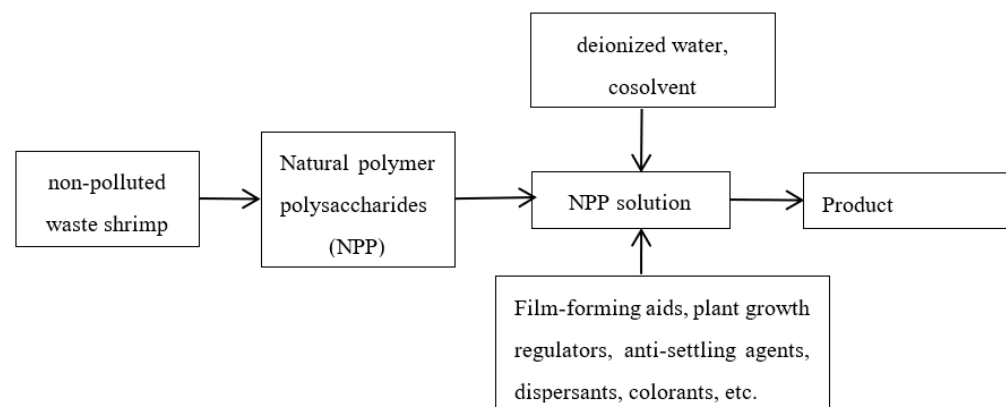 deionized water,
cosolvent
non-polluted
waste shrimp
Natural polymer
polysaccharides
(NPP)
NPP solution
Product
Film-forming aids, plant growth
regulators, anti-settling agents,
dispersants, colorants, etc.